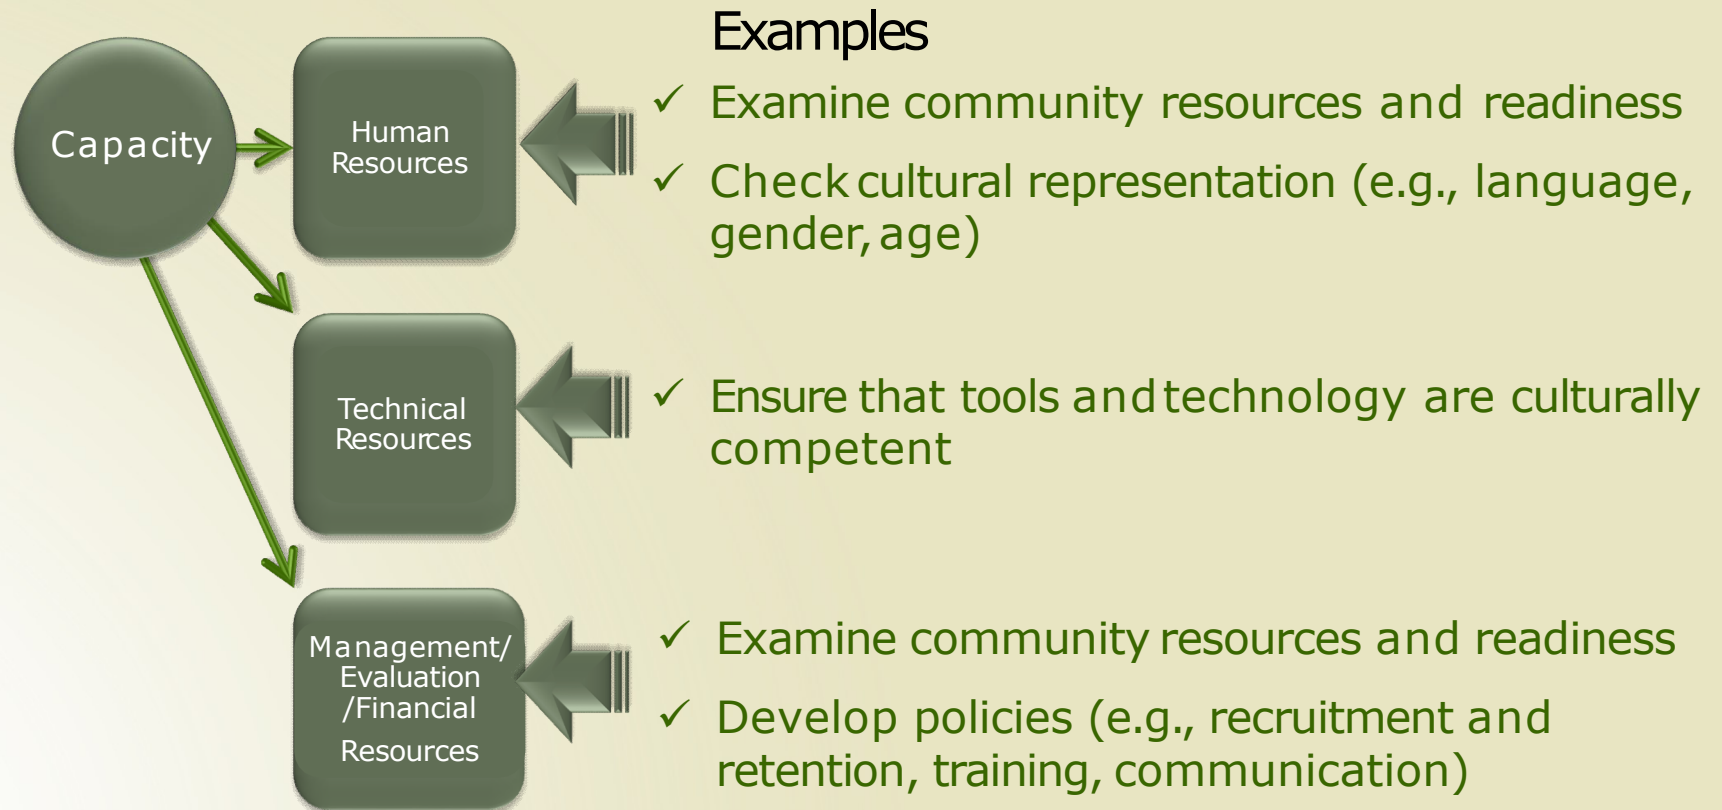 Examples
Capacity
Human
Resources
✓ Examine community resources and readiness
✓ Check cultural representation (e.g., language,
gender, age)
Technical
Resources
✓ Ensure that tools and technology are culturally
competent
Management/
Evaluation
/Financial
Resources
✓ Examine community resources and readiness
✓ Develop policies (e.g., recruitment and
retention, training, communication)